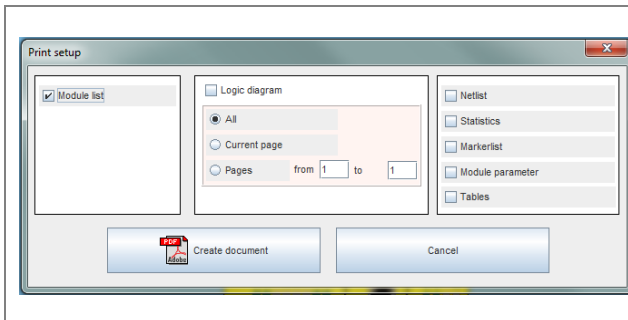 Print setup
Module list
Logic diagram
All
Current page
Pages from 1 to 1
Netlist
Statistics
Markerlist
Module parameter
Tables
PDF
Adobe
Create document
Cancel